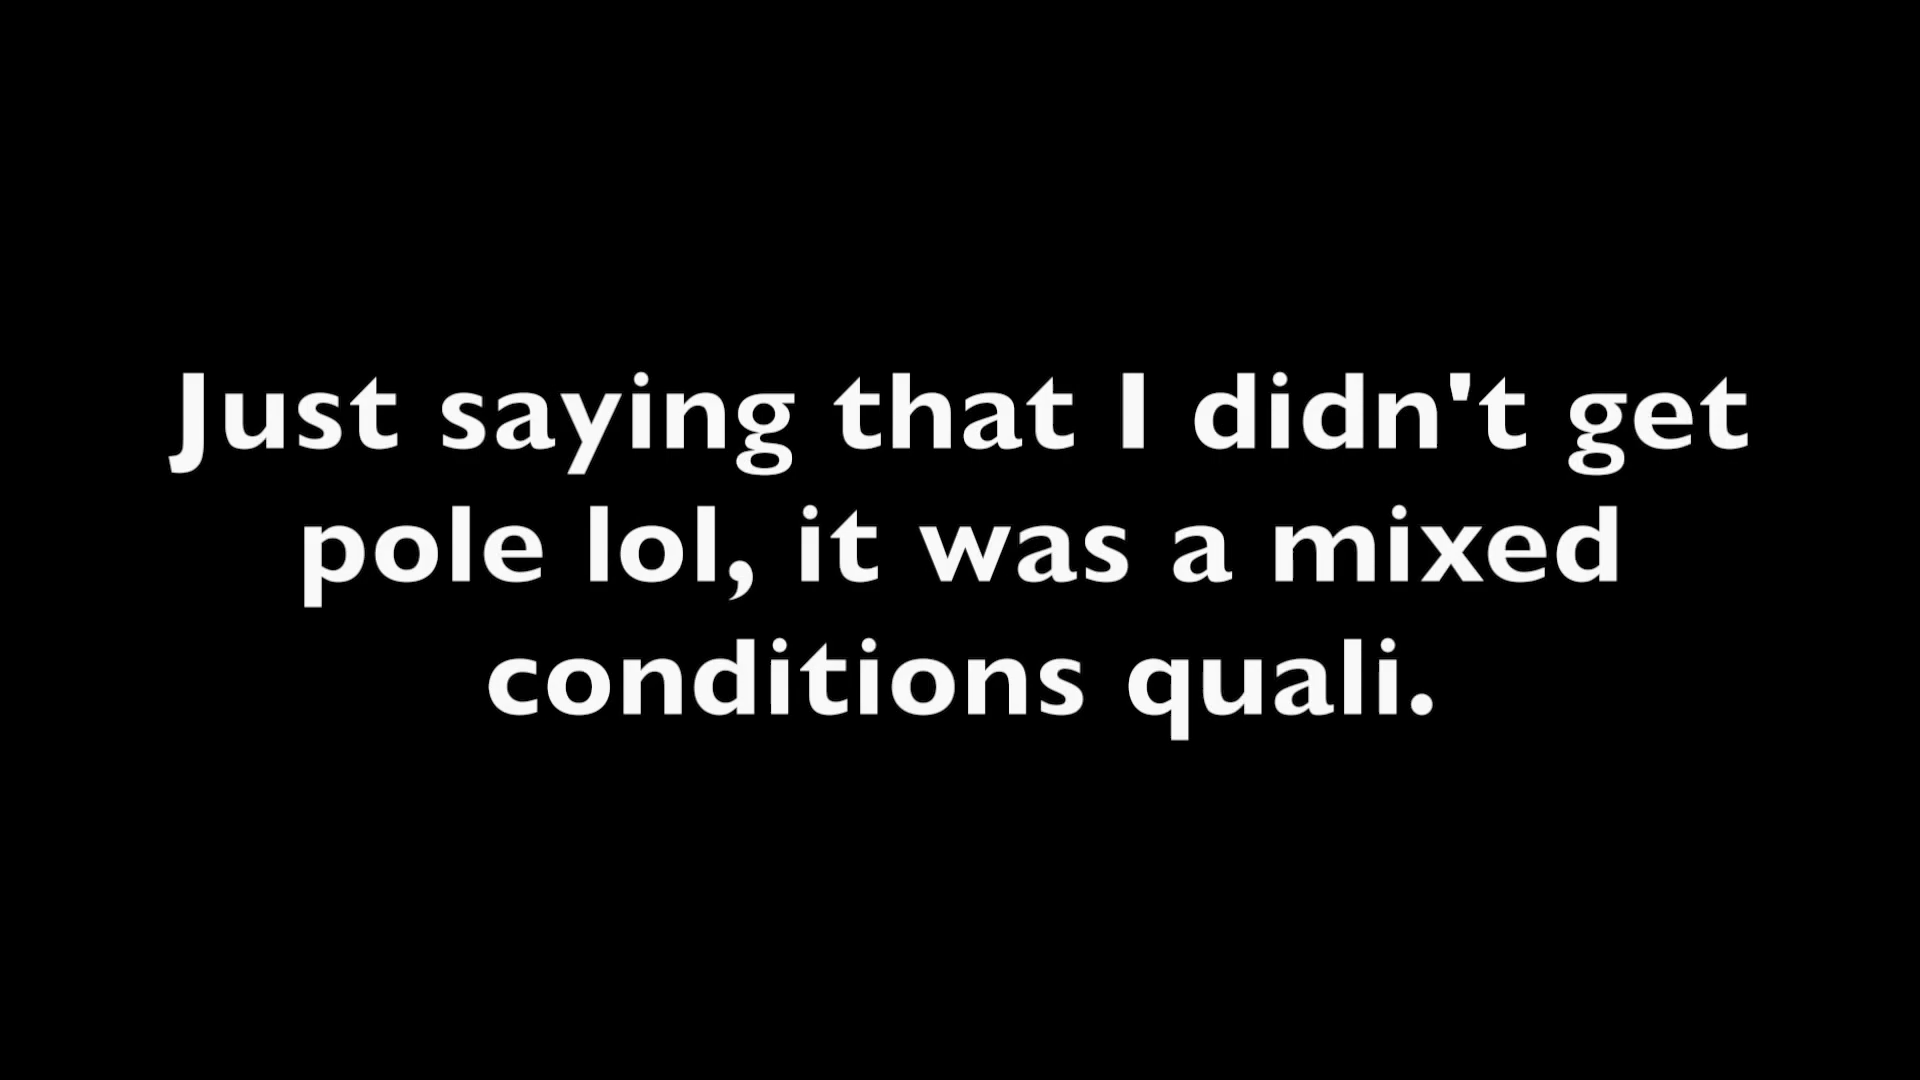 Just saying that I didn't get
pole lol, it was a mixed
conditions quali.